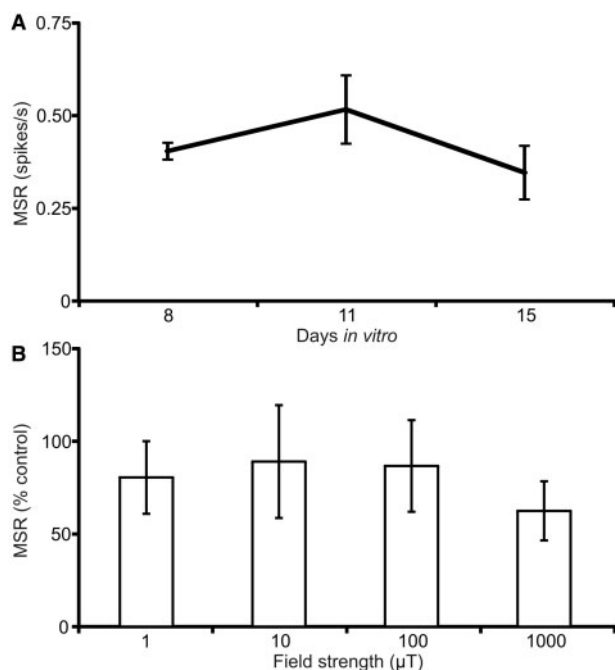 A
MSR (spikes/s)
0.75
0.50
0.25
0
8 11 15
Days in vitro
B
MSR (% control)
150
100
50
0
1 10 100 1000
Field strength (µT)